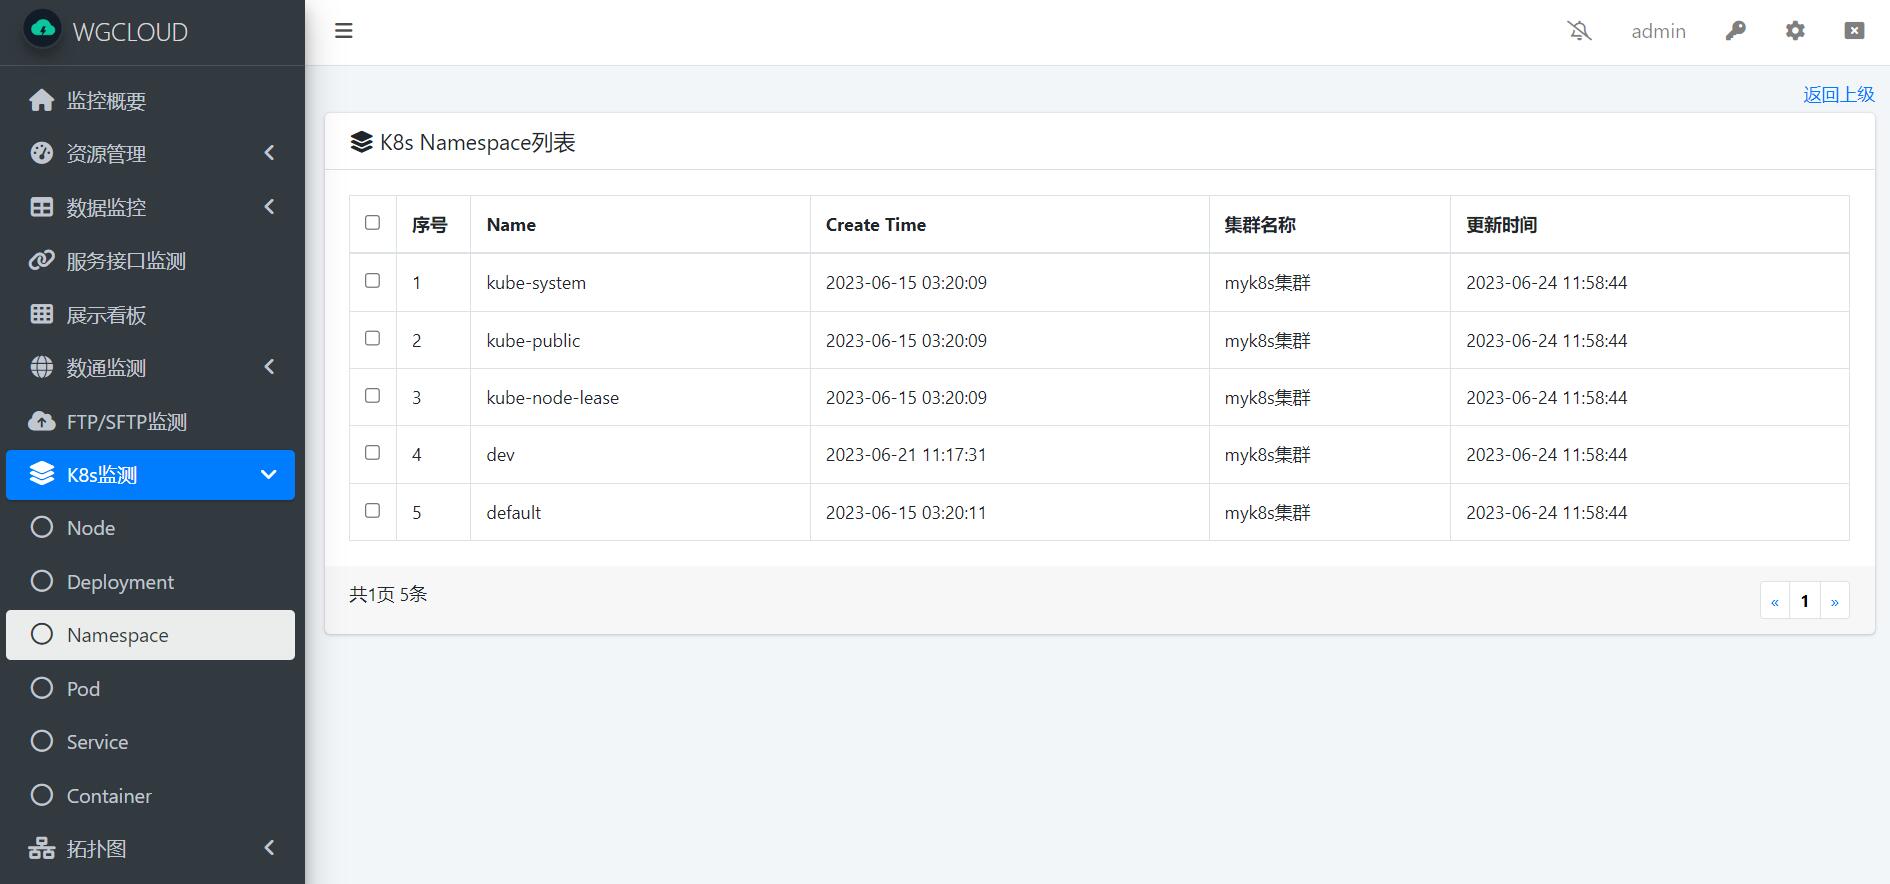 WGCLOUD
admin
监控概要
资源管理
数据监控
服务接口监测
展示看板
数通监测
FTP/SFTP监测
K8s监测
Node
Deployment
Namespace
Pod
Service
Container
拓扑图
返回上级
K8s Namespace列表
序号 Name Create Time 集群名称 更新时间
1 kube-system 2023-06-15 03:20:09 myk8s集群 2023-06-24 11:58:44
2 kube-public 2023-06-15 03:20:09 myk8s集群 2023-06-24 11:58:44
3 kube-node-lease 2023-06-15 03:20:09 myk8s集群 2023-06-24 11:58:44
4 dev 2023-06-21 11:17:31 myk8s集群 2023-06-24 11:58:44
5 default 2023-06-15 03:20:11 myk8s集群 2023-06-24 11:58:44
共1页 5条
« 1 »